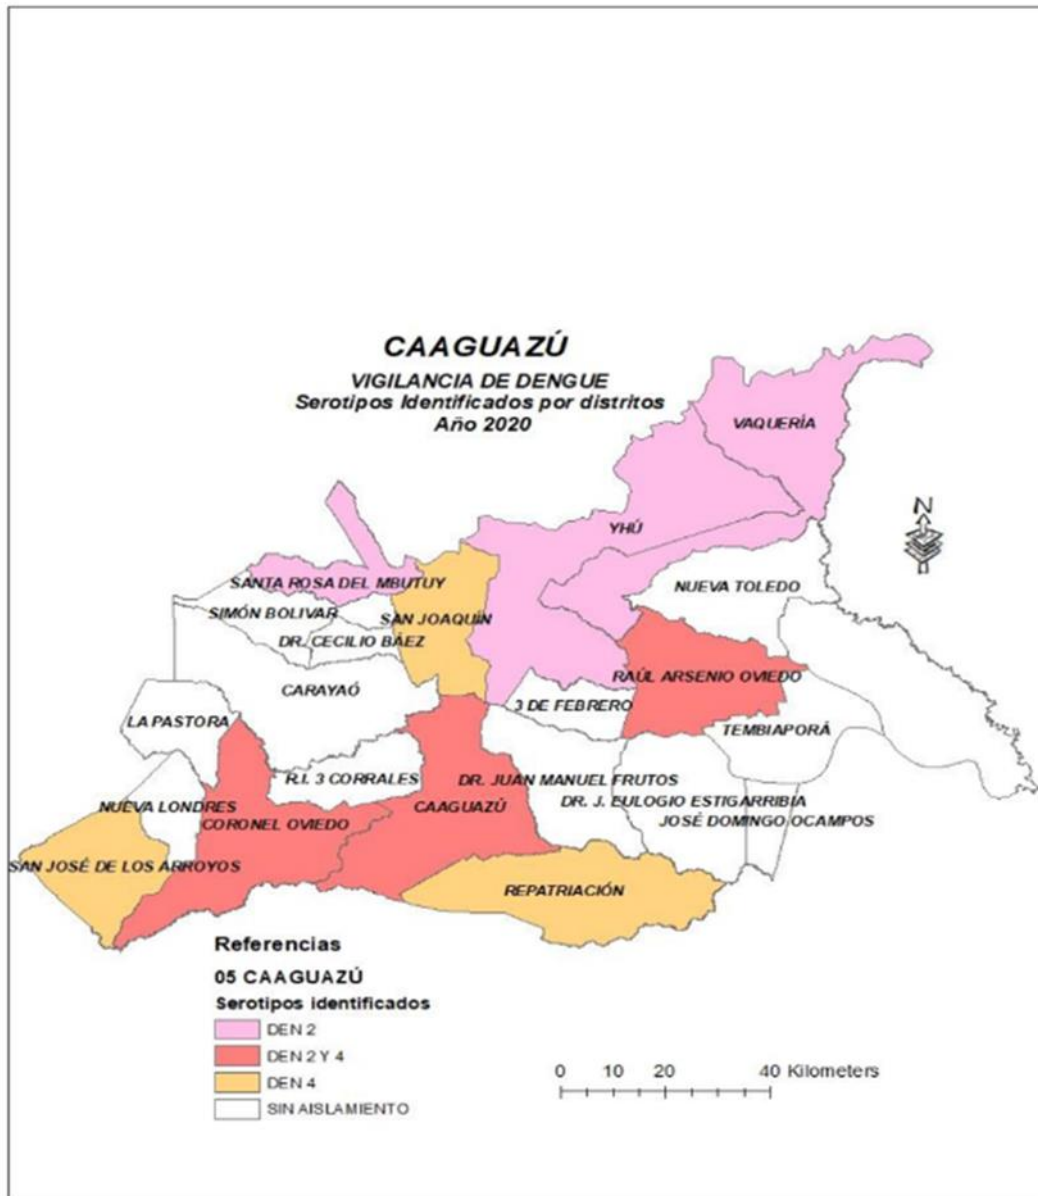 CAAGUAZÚ
VIGILANCIA DE DENGUE
Serotipos Identificados por distritos
Año 2020
VAQUERÍA
N
YHÚ
SANTA ROSA DEL MBUTUY
NUEVA TOLEDO
SIMÓN BOLIVAR
SAN JOAQUÍN
DR. CECILIO BÁEZ
RAÚL ARSENIO OVIEDO
CARAYAÓ
3 DE FEBRERO
LA PASTORA
TEMBIAPORÁ
R.I. 3 CORRALES
DR. JUAN MANUEL FRUTOS
NUEVA LONDRES
CAAGUAZÚ
DR. J. EULOGIO ESTIGARRIBIA
CORONEL OVIEDO
JOSÉ DOMINGO OCAMPOS
SAN JOSÉ DE LOS ARROYOS
REPATRIACIÓN
Referencias
05 CAAGUAZÚ
Serotipos identificados
DEN 2
DEN 2 Y 4
DEN 4
SIN AISLAMIENTO
0 10 20 40 Kilometers